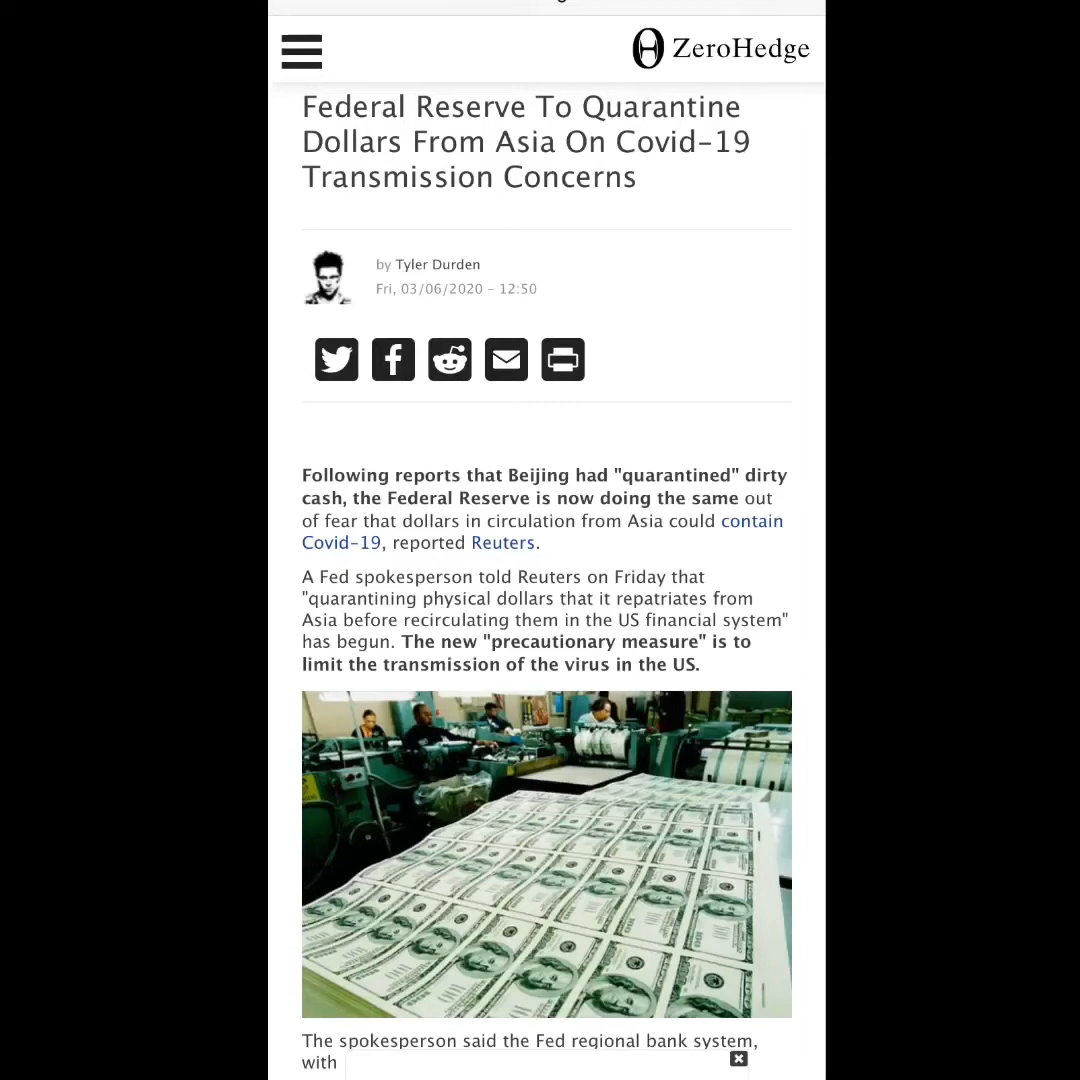 ZeroHedge
Federal Reserve To Quarantine
Dollars From Asia On Covid-19
Transmission Concerns
by Tyler Durden
Fri, 03/06/2020 - 12:50
Following reports that Beijing had "quarantined" dirty
cash, the Federal Reserve is now doing the same out
of fear that dollars in circulation from Asia could contain
Covid-19, reported Reuters.
A Fed spokesperson told Reuters on Friday that
"quarantining physical dollars that it repatriates from
Asia before recirculating them in the US financial system"
has begun. The new "precautionary measure" is to
limit the transmission of the virus in the US.
The spokesperson said the Fed regional bank system,
with